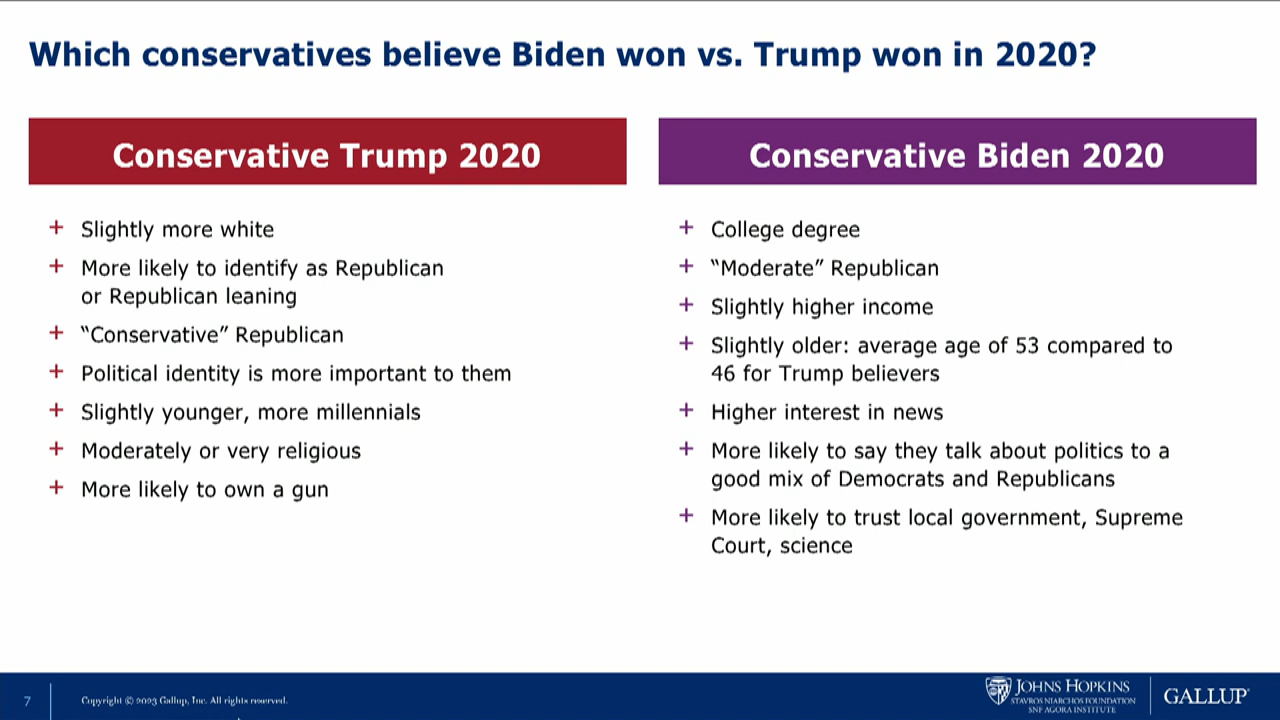 Which conservatives believe Biden won vs. Trump won in 2020?
Conservative Trump 2020
+ Slightly more white
+ More likely to identify as Republican
or Republican leaning
+ “Conservative” Republican
+ Political identity is more important to them
+ Slightly younger, more millennials
+ Moderately or very religious
+ More likely to own a gun
Conservative Biden 2020
+ College degree
+ “Moderate” Republican
+ Slightly higher income
+ Slightly older: average age of 53 compared to
46 for Trump believers
+ Higher interest in news
+ More likely to say they talk about politics to a
good mix of Democrats and Republicans
+ More likely to trust local government, Supreme
Court, science
7
Copyright © 2023 Gallup, Inc. All rights reserved.
JOHNS HOPKINS
STAVROS NIARCHOS FOUNDATION
SNF AGORA INSTITUTE
GALLUP®